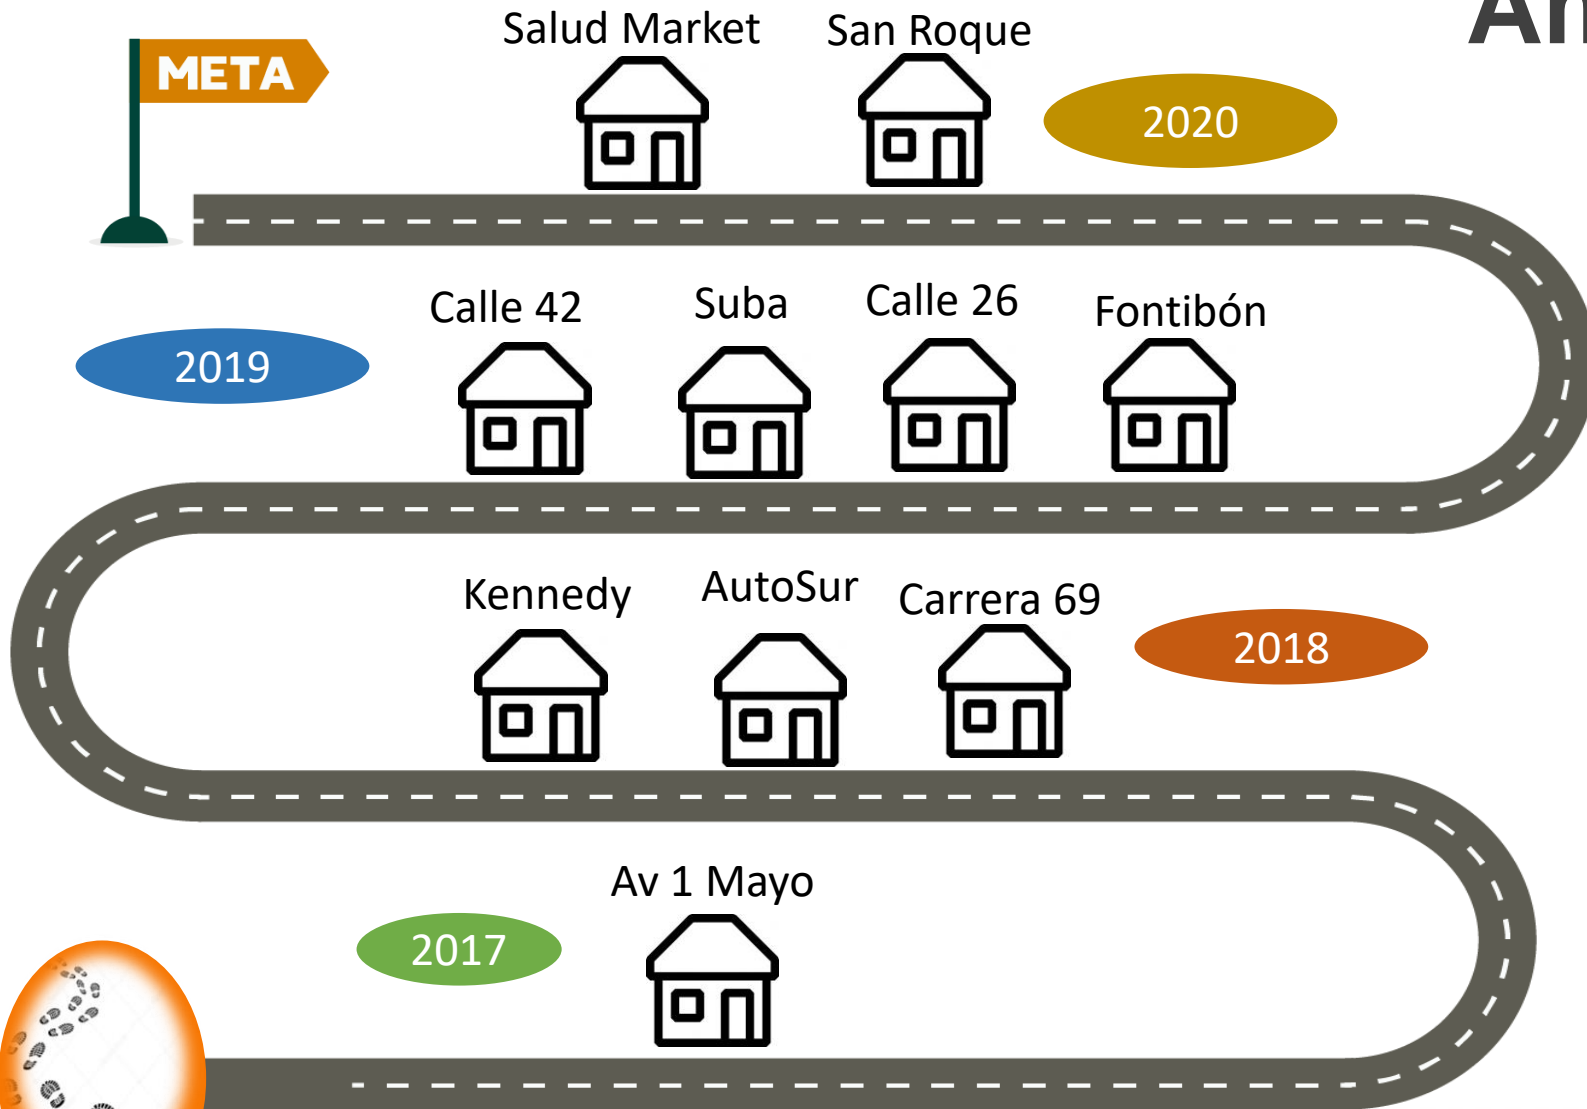 An
Salud Market
San Roque
META
2020
Calle 42
Suba
Calle 26
Fontibón
2019
Kennedy
AutoSur
Carrera 69
2018
Av 1 Mayo
2017